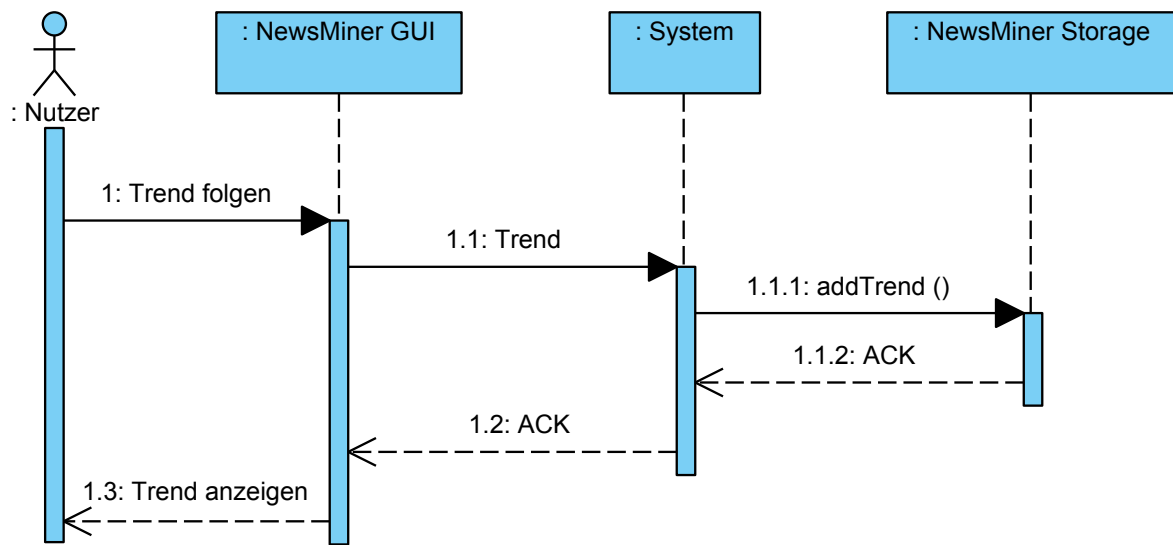 : NewsMiner GUI
: System
: NewsMiner Storage
: Nutzer
1: Trend folgen
1.1: Trend
1.1.1: addTrend ()
1.1.2: ACK
1.2: ACK
1.3: Trend anzeigen